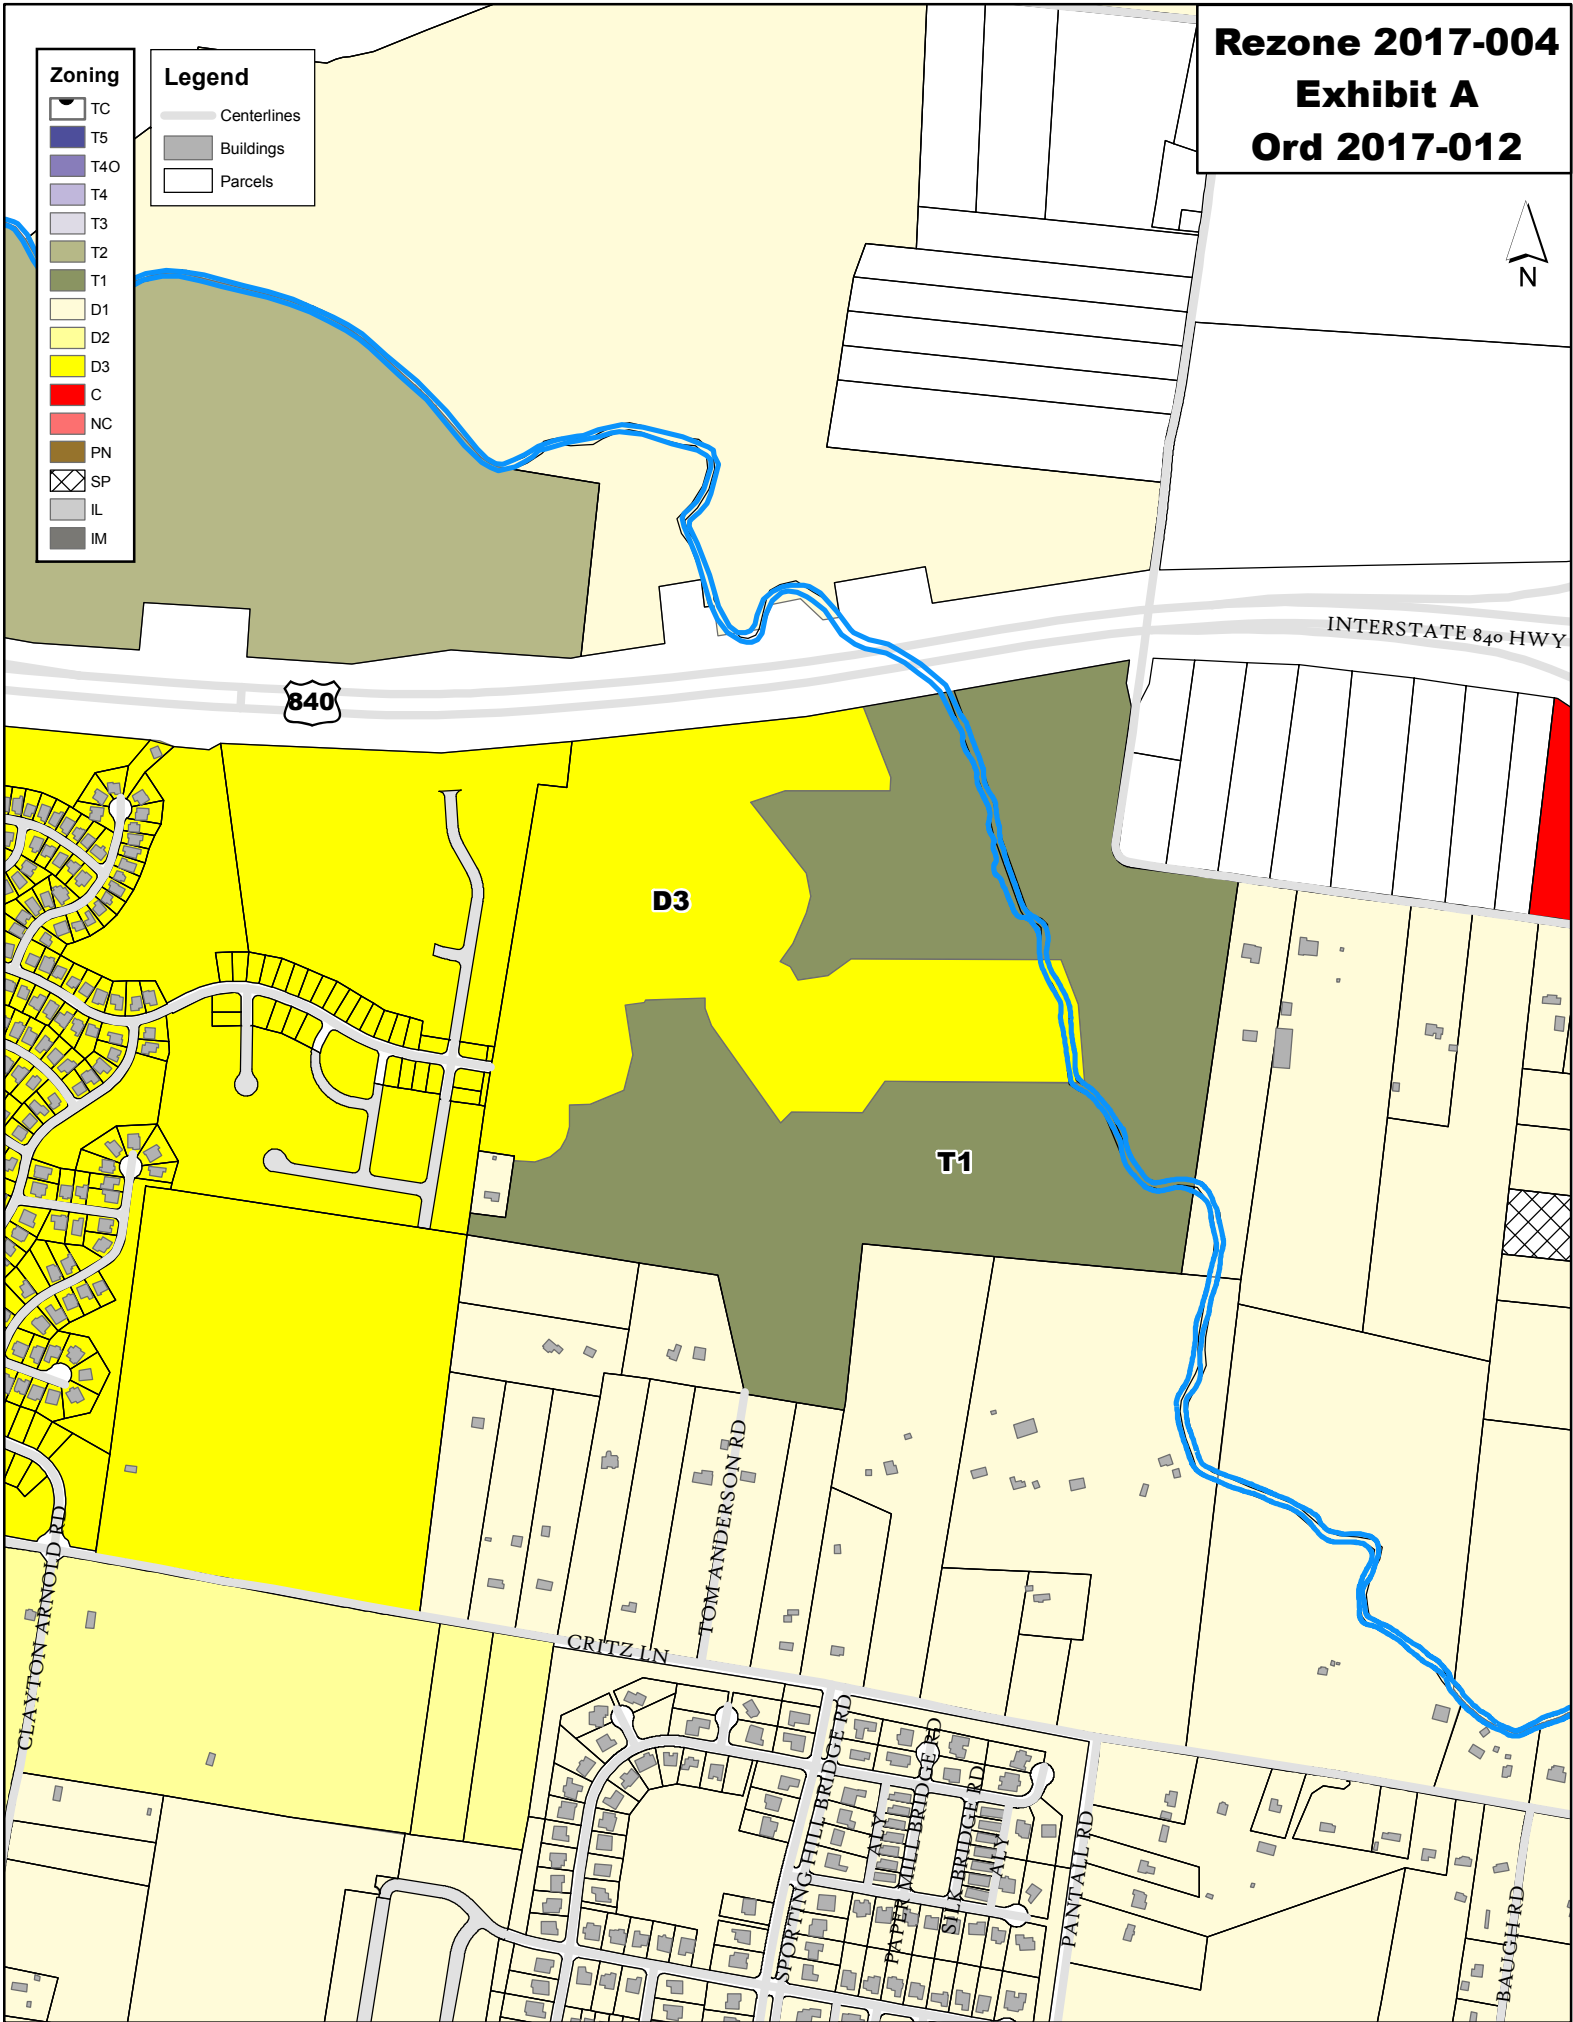 Rezone 2017-004
Exhibit A
Ord 2017-012
Zoning
TC
T5
T4O
T4
T3
T2
T1
D1
D2
D3
C
NC
PN
SP
IL
IM
Legend
Centerlines
Buildings
Parcels
N
INTERSTATE 840 HWY
840
D3
T1
TOM ANDERSON RD
CLAYTON ARNOLD RD
CRITZ LN
SPORTING HILL BRIDGE RD
ALY
PAPER MILL BRIDGE RD
SILK BRIDGE RD
ALY
PANTALL RD
BAUGH RD